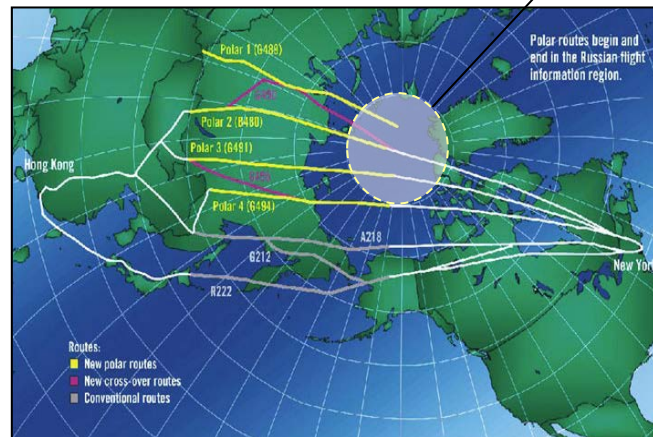 Polar 1 (G488)
Polar routes begin and
end in the Russian flight
information region.
Polar 2 (B480)
Polar 3 (G491)
Hong Kong
Polar 4 (G494)
A218
G212
New York
R222
Routes:
New polar routes
New cross-over routes
Conventional routes